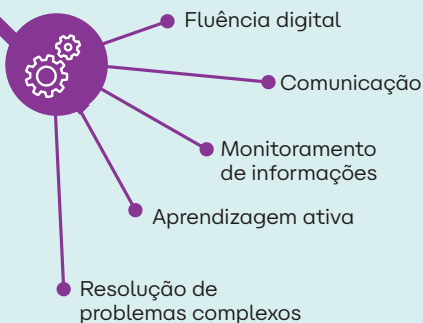 Fluência digital
Comunicação
Monitoramento
de informações
Aprendizagem ativa
Resolução de
problemas complexos